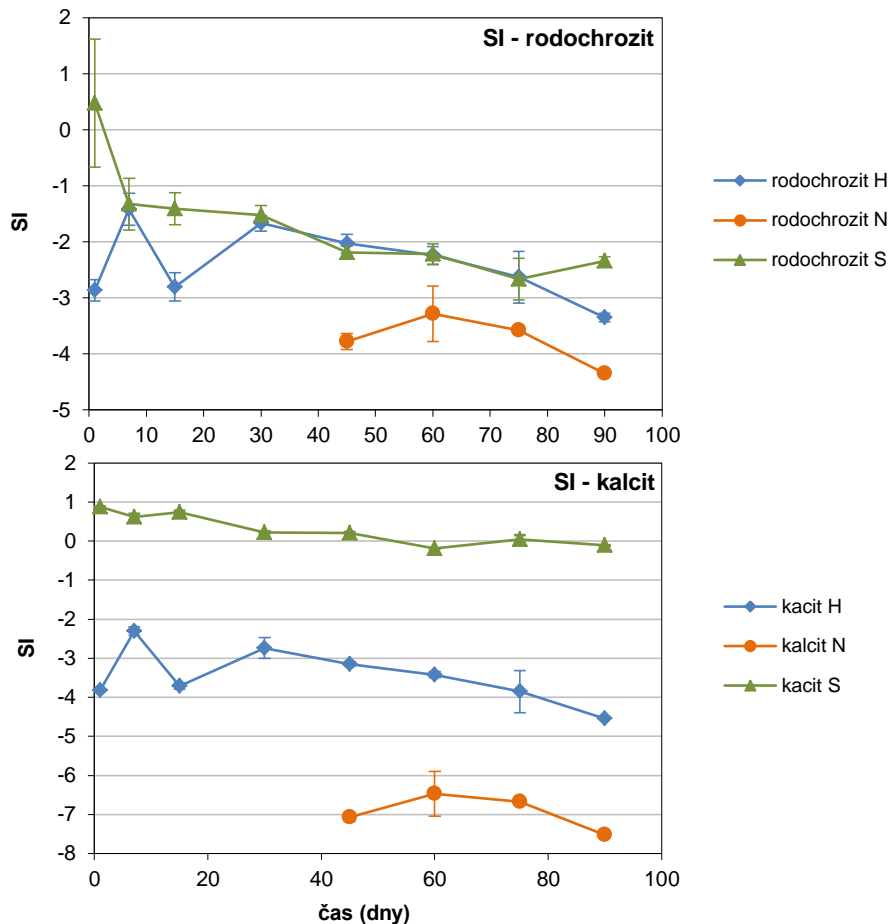 SI - rodochrozit
2
1
0
-1
-2
-3
-4
-5
SI
0 10 20 30 40 50 60 70 80 90 100
rodochrozit H
rodochrozit N
rodochrozit S
SI - kalcit
2
1
0
-1
-2
-3
-4
-5
-6
-7
-8
SI
0 20 40 60 80 100
čas (dny)
kacit H
kalcit N
kacit S